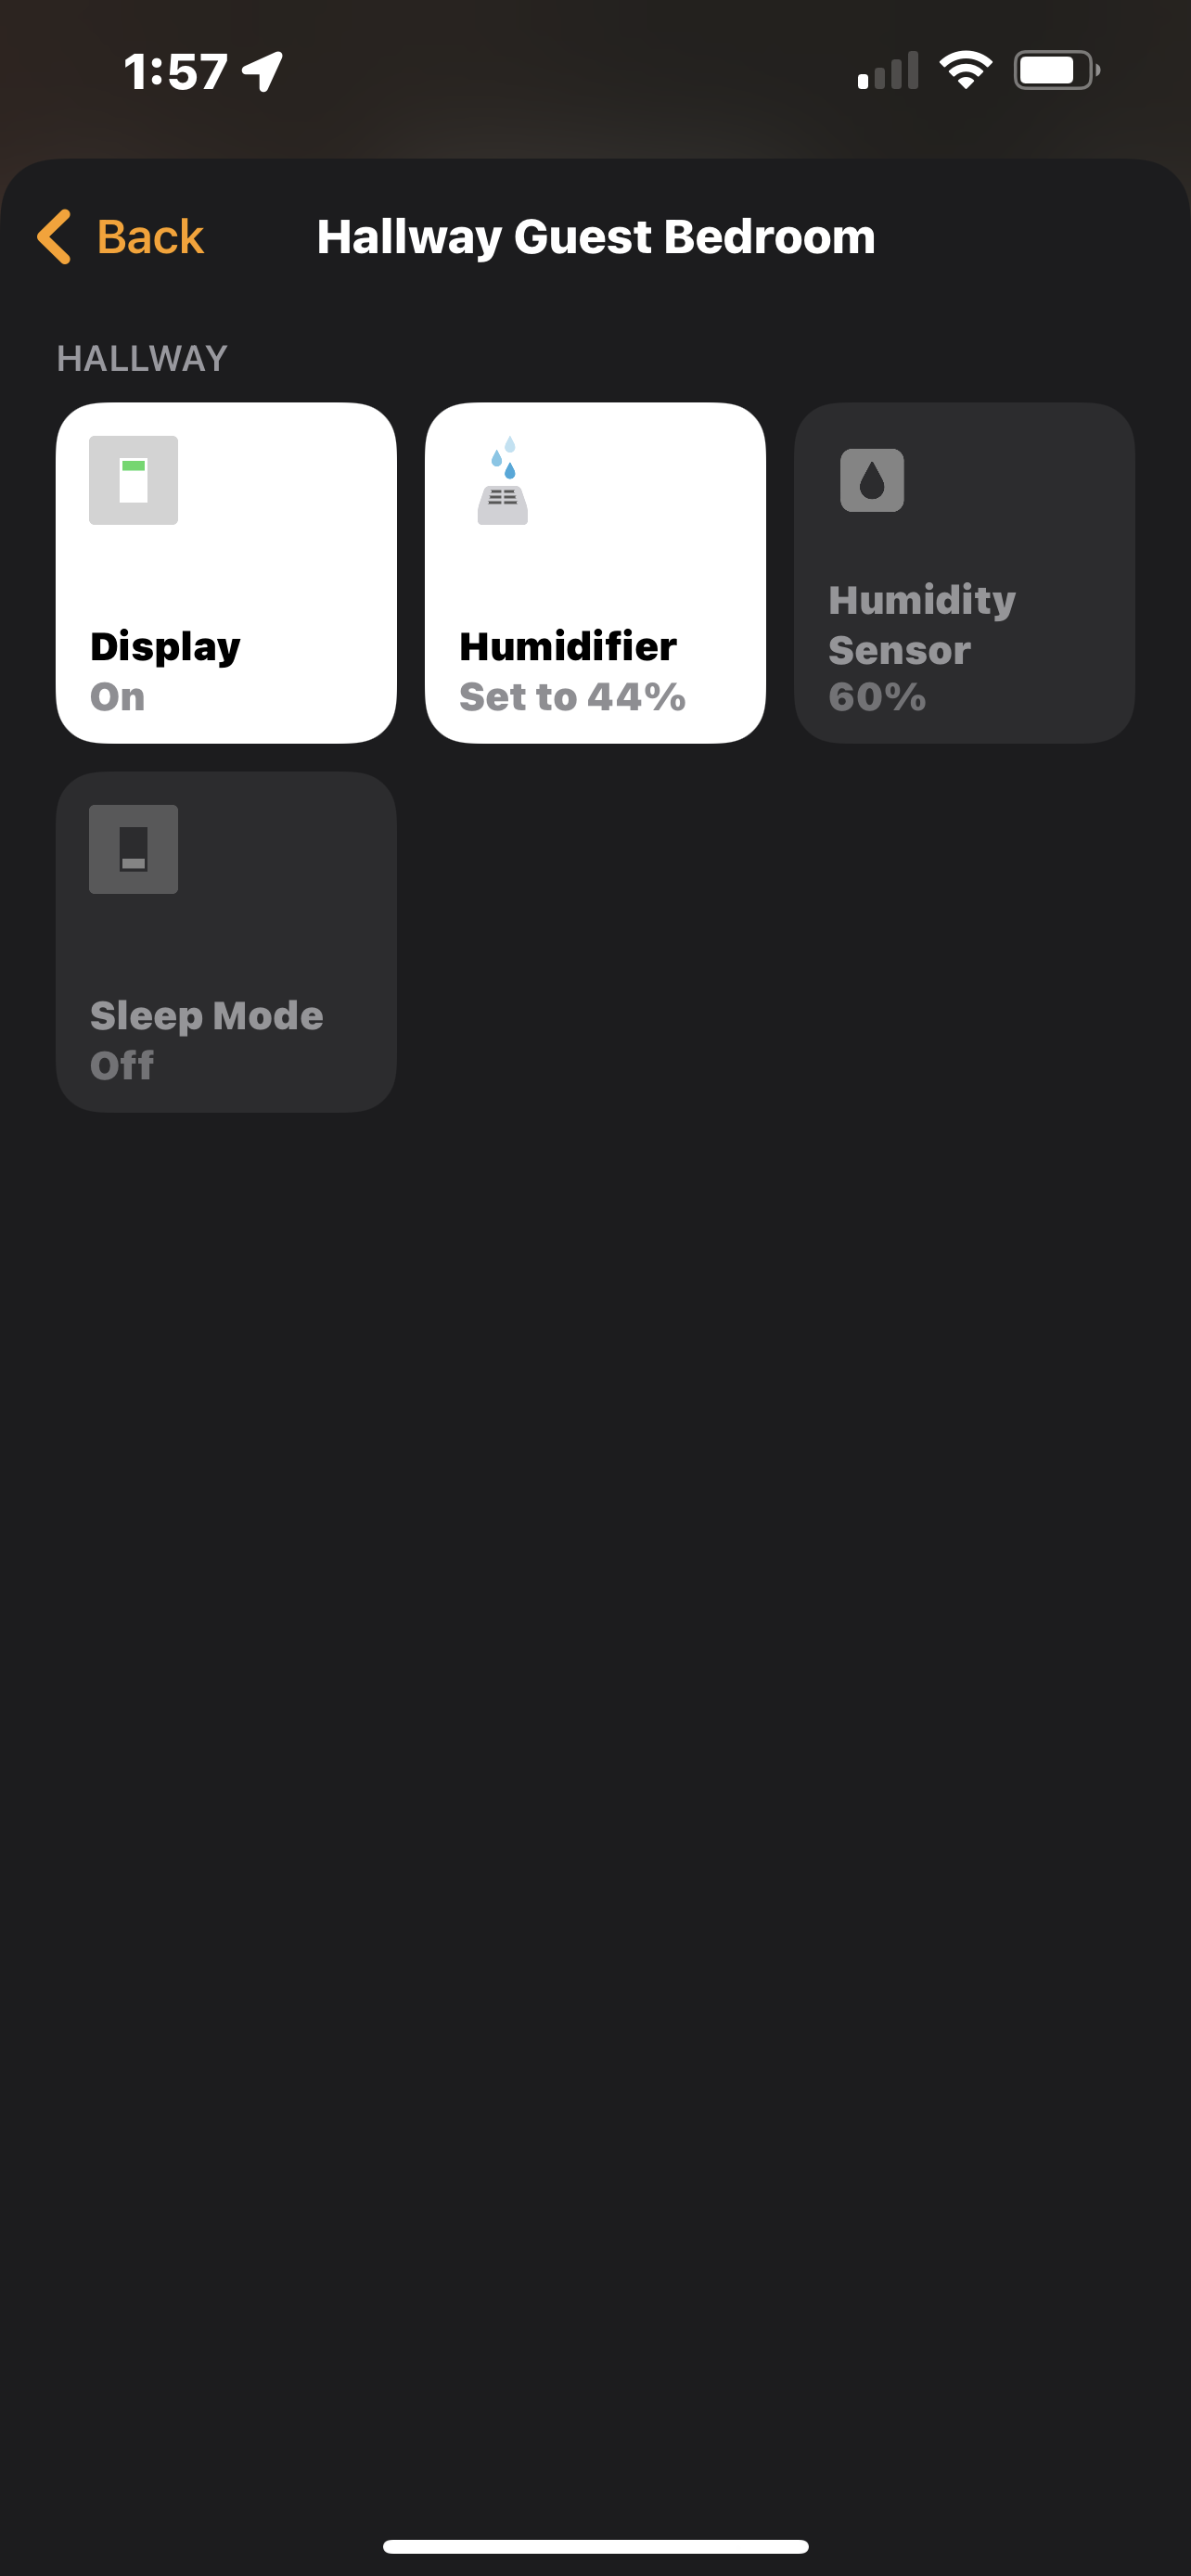 1:57
Back
Hallway Guest Bedroom
HALLWAY
Display
On
Humidifier
Set to 44%
Humidity
Sensor
60%
Sleep Mode
Off